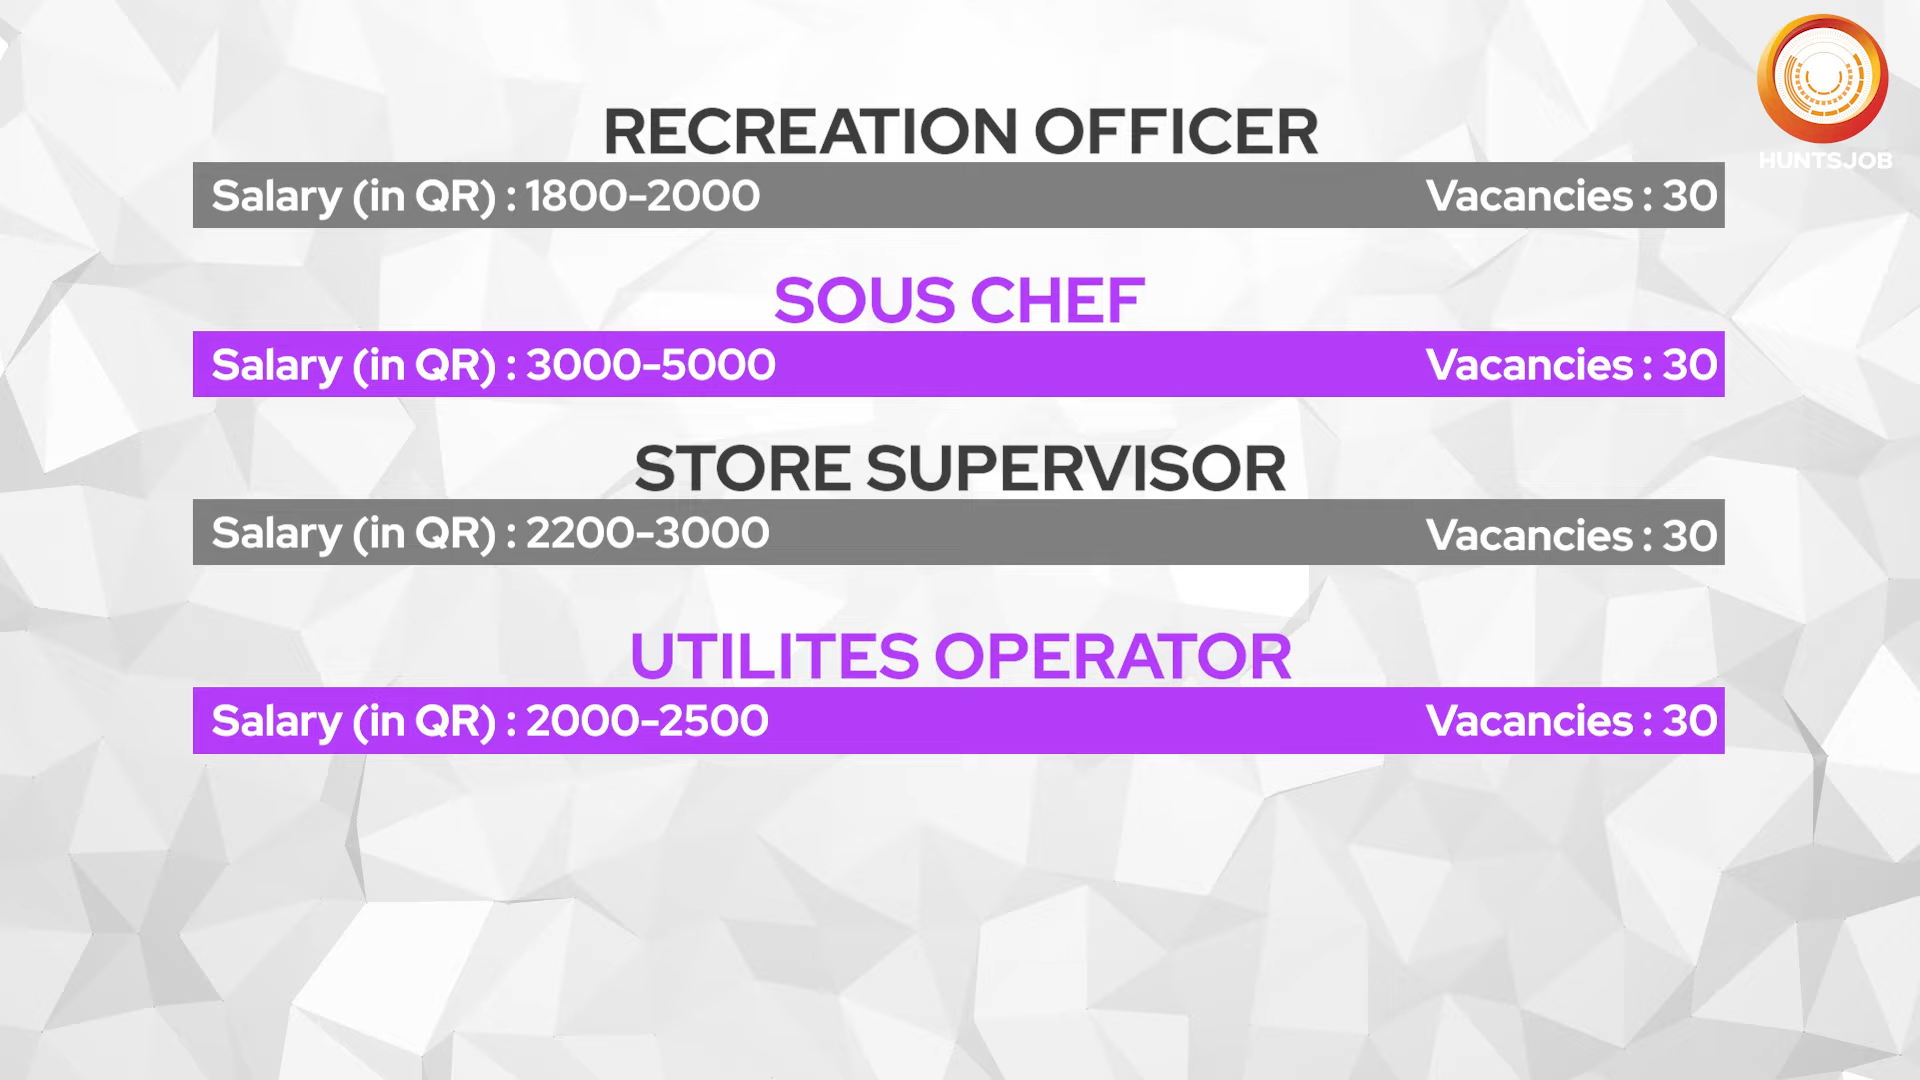 HUNTSJOB
RECREATION OFFICER
Salary (in QR) : 1800-2000 Vacancies : 30
SOUS CHEF
Salary (in QR) : 3000-5000 Vacancies : 30
STORE SUPERVISOR
Salary (in QR) : 2200-3000 Vacancies : 30
UTILITES OPERATOR
Salary (in QR) : 2000-2500 Vacancies : 30